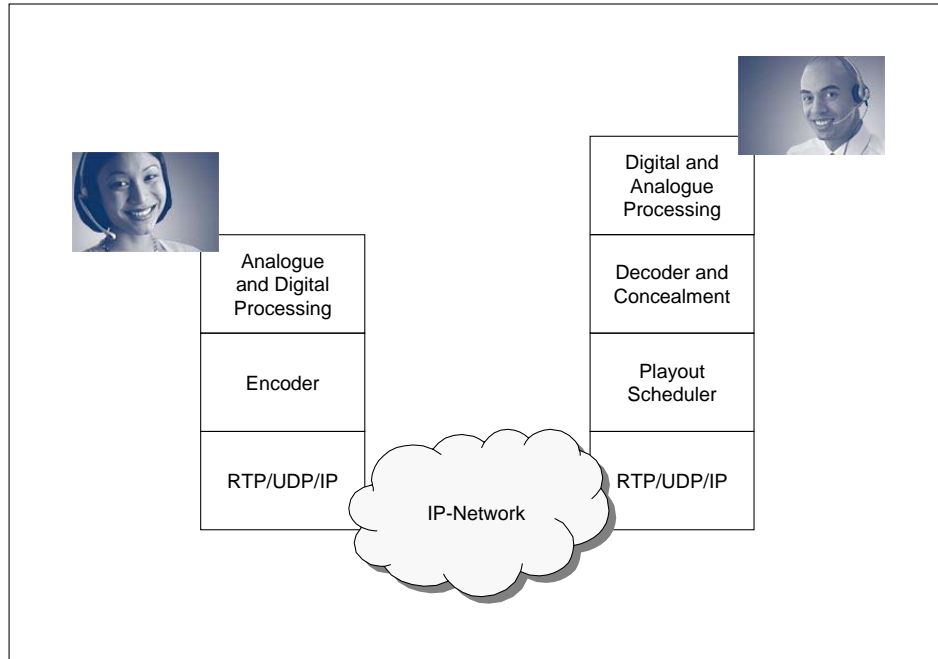 Analogue
and Digital
Processing
Encoder
RTP/UDP/IP
IP-Network
Digital and
Analogue
Processing
Decoder and
Concealment
Playout
Scheduler
RTP/UDP/IP